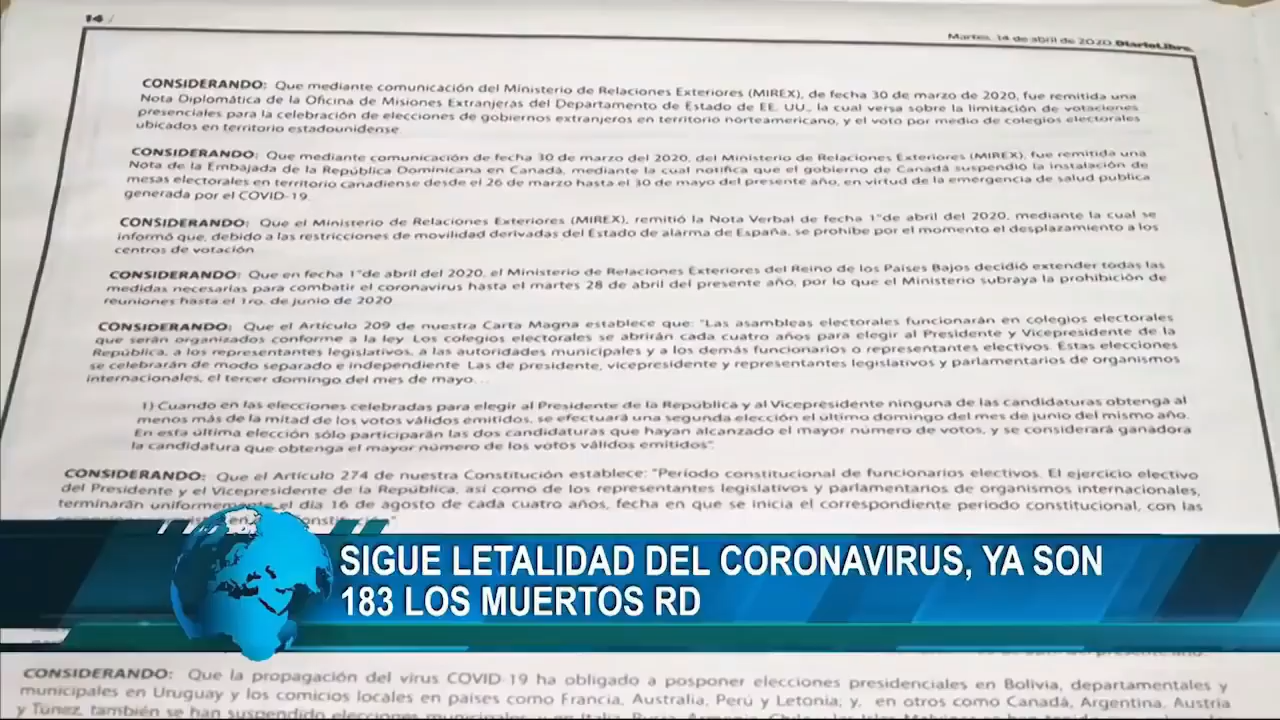 14
Martes, 14 de abril de 2020 DiarioLibre.
CONSIDERANDO: Que mediante comunicación del Ministerio de Relaciones Exteriores (MIREX), de fecha 30 de marzo de 2020, fue remitida una
Nota Diplomática de la Oficina de Misiones Extranjeras del Departamento de Estado de EE. UU., la cual versa sobre la limitación de votaciones
presenciales para la celebración de elecciones de gobiernos extranjeros en territorio norteamericano, y el voto por medio de colegios electorales
ubicados en territorio estadounidense.
CONSIDERANDO: Que mediante comunicación de fecha 30 de marzo del 2020, del Ministerio de Relaciones Exteriores (MIREX), fue remitida una
Nota de la Embajada de la República Dominicana en Canadá, mediante la cual notifica que el gobierno de Canadá suspendió la instalación de
mesas electorales en territorio canadiense desde el 26 de marzo hasta el 30 de mayo del presente año, en virtud de la emergencia de salud pública
generada por el COVID-19.
CONSIDERANDO: Que el Ministerio de Relaciones Exteriores (MIREX), remitió la Nota Verbal de fecha 1°de abril del 2020, mediante la cual se
informó que, debido a las restricciones de movilidad derivadas del Estado de alarma de España, se prohíbe por el momento el desplazamiento a los
centros de votación
CONSIDERANDO: Que en fecha 1°de abril del 2020, el Ministerio de Relaciones Exteriores del Reino de los Países Bajos decidió extender todas las
medidas necesarias para combatir el coronavirus hasta el martes 28 de abril del presente año, por lo que el Ministerio subraya la prohibición de
reuniones hasta el 1ro. de junio de 2020
CONSIDERANDO: Que el Artículo 209 de nuestra Carta Magna establece que: "Las asambleas electorales funcionarán en colegios electorales
que serán organizados conforme a la ley. Los colegios electorales se abrirán cada cuatro años para elegir al Presidente y Vicepresidente de la
República, a los representantes legislativos, a las autoridades municipales y a los demás funcionarios o representantes electivos. Estas elecciones
se celebrarán de modo separado e independiente. Las de presidente, vicepresidente y representantes legislativos y parlamentarios de organismos
internacionales, el tercer domingo del mes de mayo...
1) Cuando en las elecciones celebradas para elegir al Presidente de la República y al Vicepresidente ninguna de las candidaturas obtenga al
menos más de la mitad de los votos válidos emitidos, se efectuará una segunda elección el último domingo del mes de junio del mismo año.
En esta última elección sólo participarán las dos candidaturas que hayan alcanzado el mayor número de votos, y se considerará ganadora
la candidatura que obtenga el mayor número de los votos válidos emitidos".
CONSIDERANDO: Que el Artículo 274 de nuestra Constitución establece: "Período constitucional de funcionarios electivos. El ejercicio electivo
del Presidente y el Vicepresidente de la República, así como de los representantes legislativos y parlamentarios de organismos internacionales,
terminarán el día 16 de agosto de cada cuatro años, fecha en que se inicia el correspondiente período constitucional, con las
SIGUE LETALIDAD DEL CORONAVIRUS, YA SON
183 LOS MUERTOS RD
CONSIDERANDO: Que la propagación del virus COVID-19 ha obligado a posponer elecciones presidenciales en Bolivia, departamentales y
municipales en Uruguay y los comicios locales en países como Francia, Australia, Perú y Letonia, y, en otros como Canadá, Argentina, Austria
y Túnez, también se han suspendido elecciones